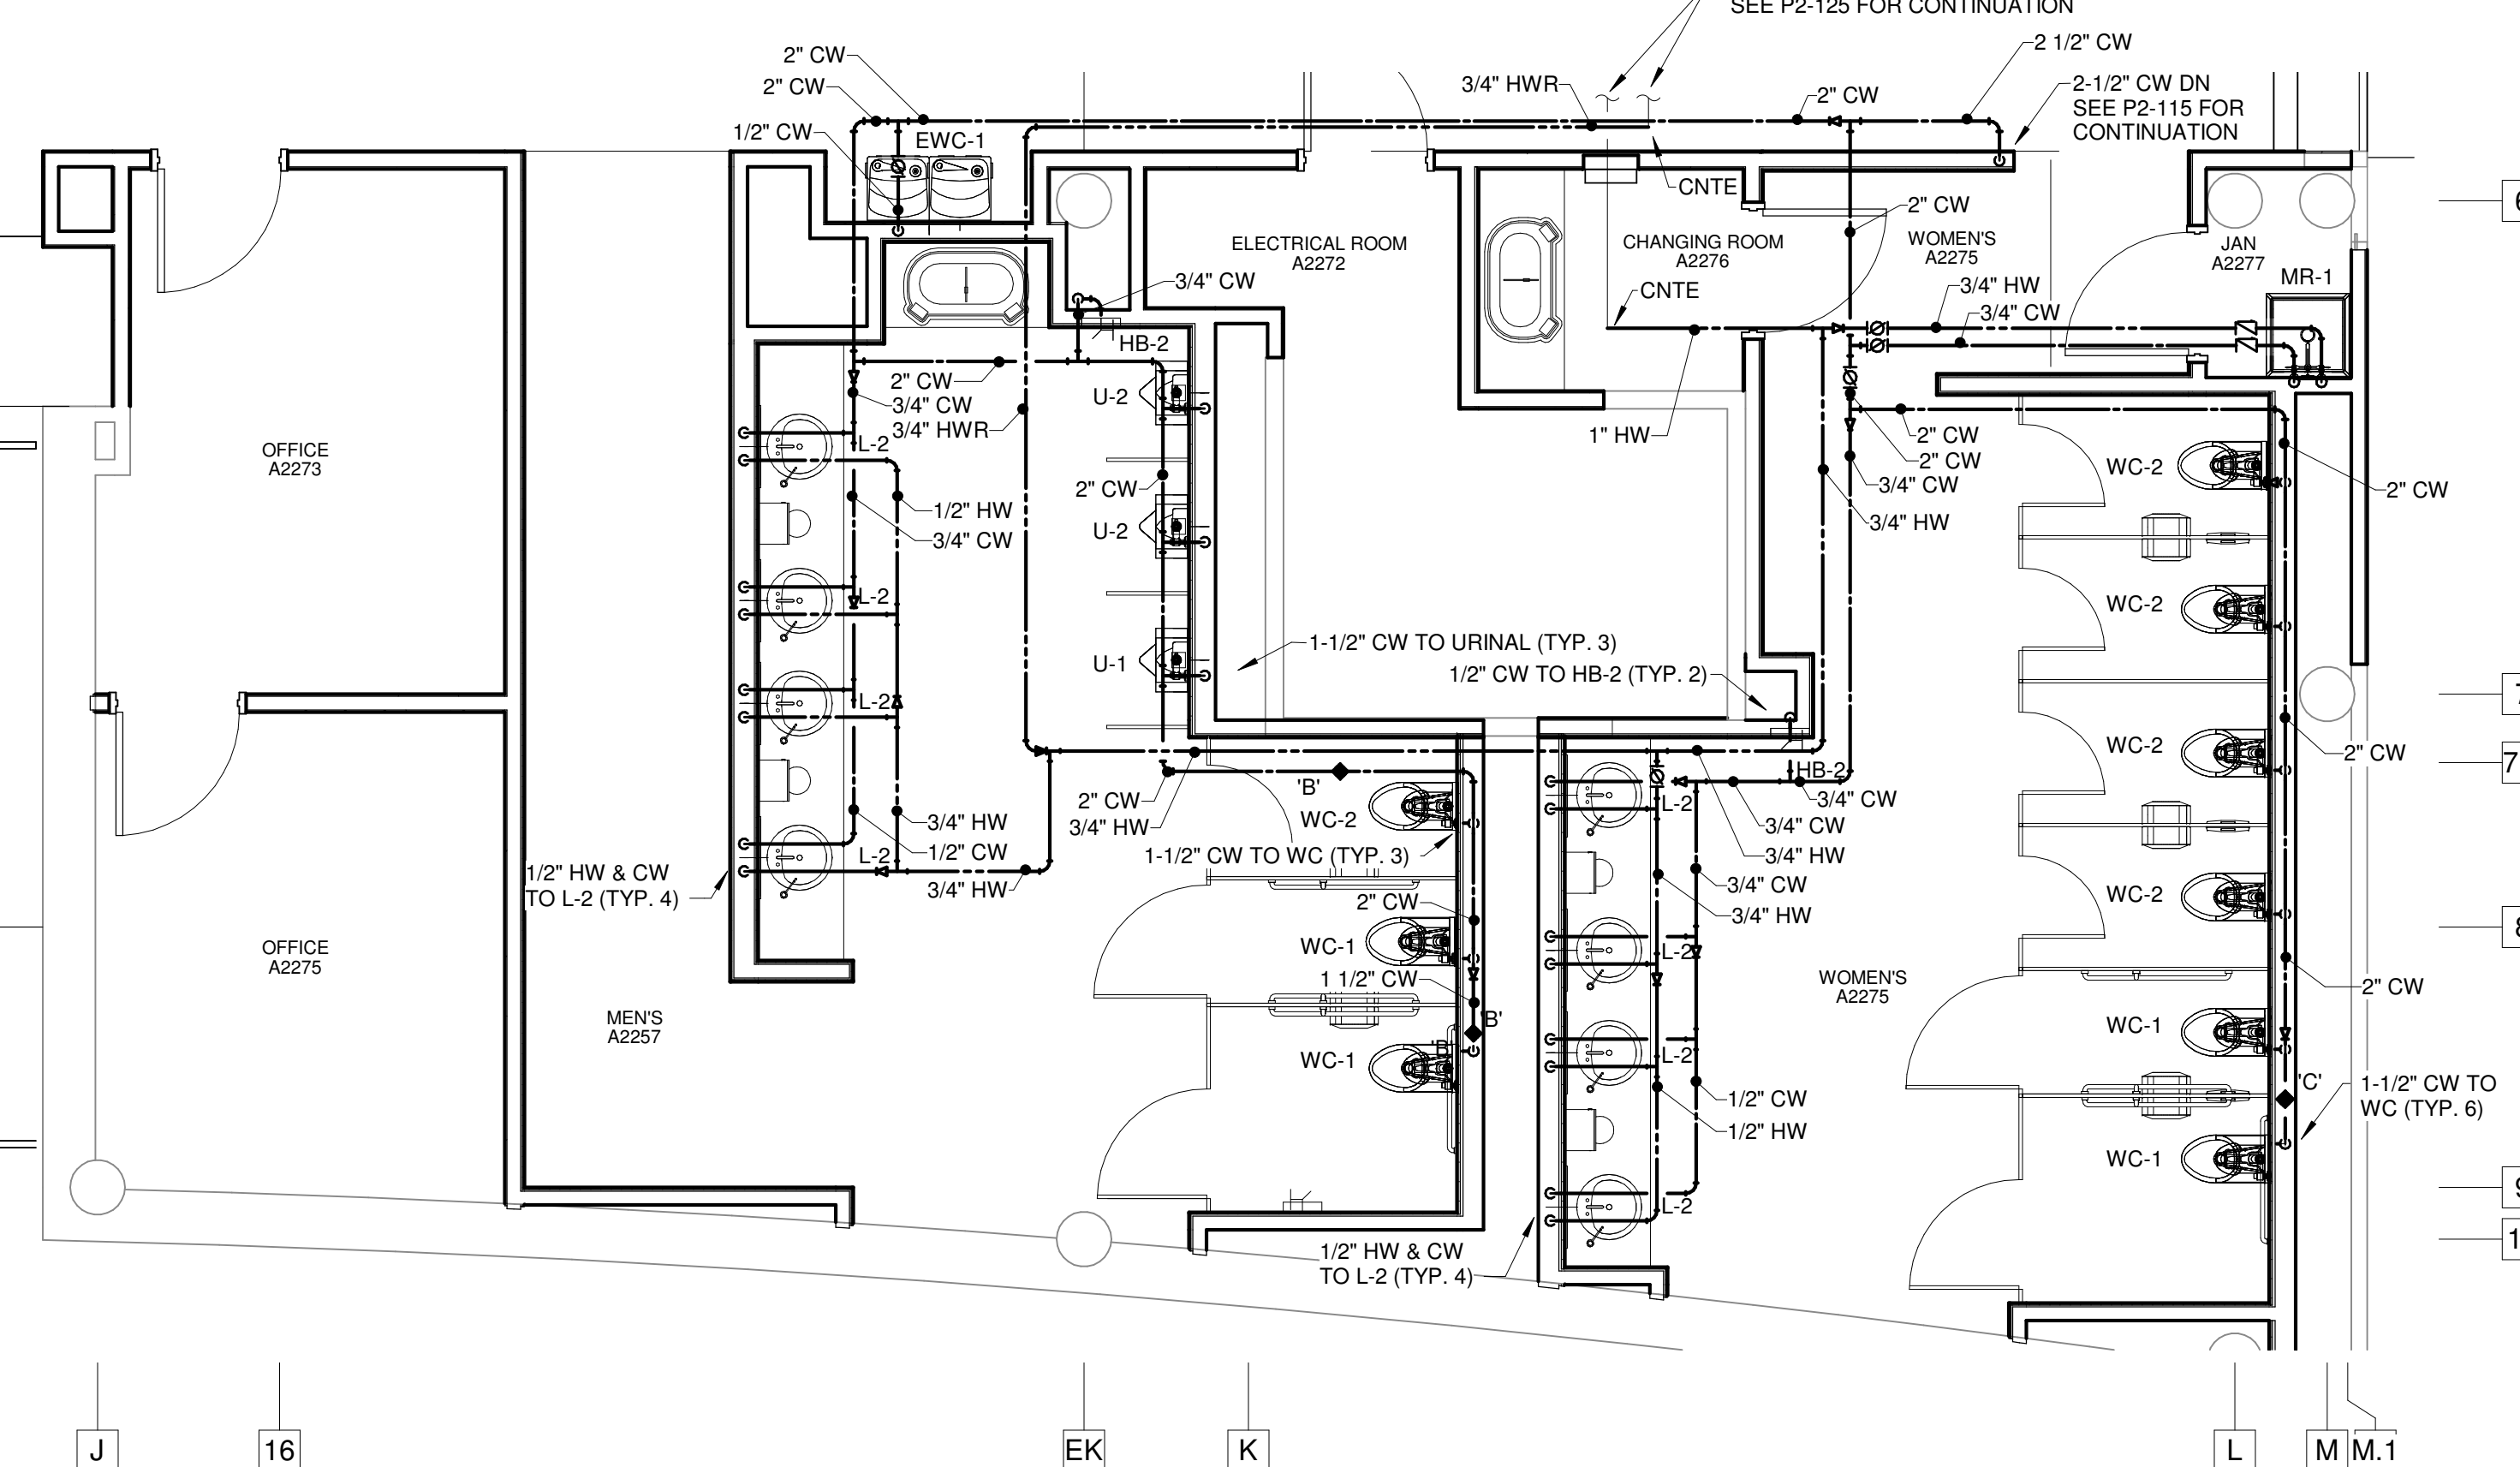 SEE P2-125 FOR CONTINUATION
2" CW
2 1/2" CW
2" CW
3/4" HWR
2" CW
2-1/2" CW DN
SEE P2-115 FOR
CONTINUATION
1/2" CW
EWC-1
CNTE
2" CW
ELECTRICAL ROOM
A2272
CHANGING ROOM
A2276
WOMEN'S
A2275
JAN
A2277
MR-1
3/4" CW
CNTE
3/4" HW
3/4" CW
HB-2
2" CW
3/4" CW
3/4" HWR
U-2
L-2
1" HW
2" CW
2" CW
3/4" CW
3/4" HW
WC-2
2" CW
OFFICE
A2273
2" CW
1/2" HW
3/4" CW
U-2
L-2
WC-2
1-1/2" CW TO URINAL (TYP. 3)
U-1
1/2" CW TO HB-2 (TYP. 2)
L-2
WC-2
2" CW
'B'
HB-2
2" CW
3/4" HW
WC-2
L-2
3/4" CW
3/4" HW
1/2" CW
3/4" CW
3/4" HW
L-2
1-1/2" CW TO WC (TYP. 3)
1/2" HW & CW
TO L-2 (TYP. 4)
3/4" HW
2" CW
3/4" CW
3/4" HW
WC-2
OFFICE
A2275
WC-1
L-2
1 1/2" CW
WOMEN'S
A2275
2" CW
MEN'S
A2257
'B'
'B'
WC-1
L-2
WC-1
'C'
1-1/2" CW TO
WC (TYP. 6)
1/2" CW
1/2" HW
WC-1
L-2
1/2" HW & CW
TO L-2 (TYP. 4)
J
16
EK
K
L
M
M.1